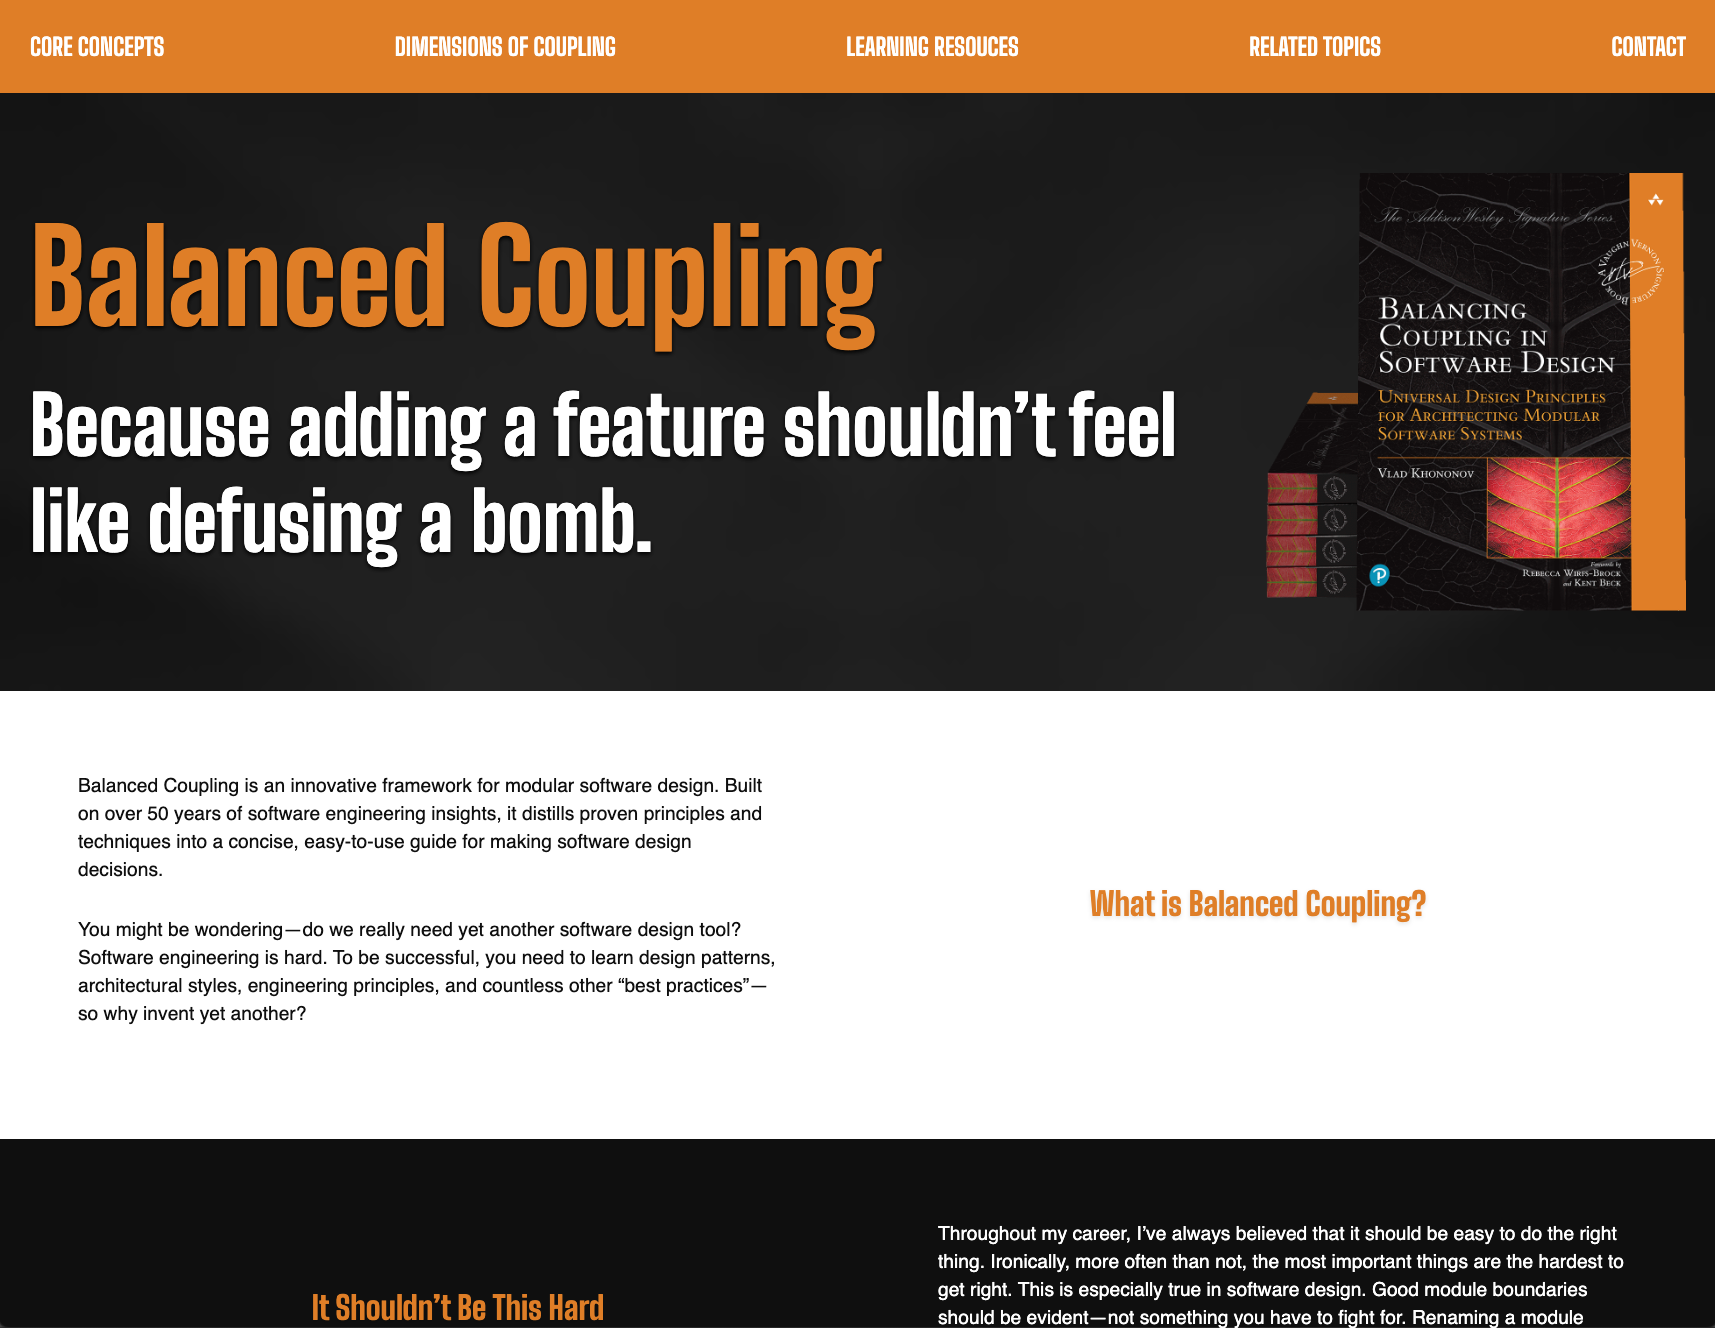 CORE CONCEPTS
DIMENSIONS OF COUPLING
LEARNING RESOUCES
RELATED TOPICS
CONTACT
Balanced Coupling
Because adding a feature shouldn’t feel
like defusing a bomb.
The Addison Wesley Signature Series
A VAUGHN VERNON SIGNATURE BOOK
BALANCING
COUPLING IN
SOFTWARE DESIGN
UNIVERSAL DESIGN PRINCIPLES
FOR ARCHITECTING MODULAR
SOFTWARE SYSTEMS
VLAD KHONONOV
P
Forewords by
REBECCA WIRFS-BROCK
and KENT BECK
Balanced Coupling is an innovative framework for modular software design. Built
on over 50 years of software engineering insights, it distills proven principles and
techniques into a concise, easy-to-use guide for making software design
decisions.
You might be wondering—do we really need yet another software design tool?
Software engineering is hard. To be successful, you need to learn design patterns,
architectural styles, engineering principles, and countless other “best practices”—
so why invent yet another?
What is Balanced Coupling?
It Shouldn’t Be This Hard
Throughout my career, I’ve always believed that it should be easy to do the right
thing. Ironically, more often than not, the most important things are the hardest to
get right. This is especially true in software design. Good module boundaries
should be evident—not something you have to fight for. Renaming a module